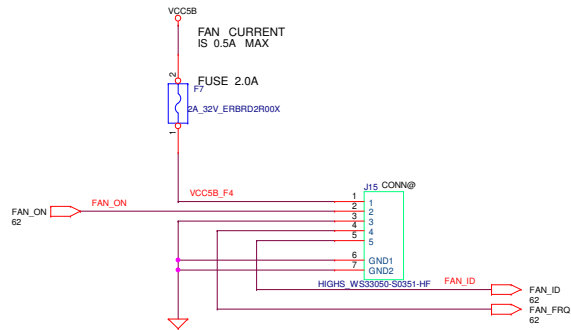 VCC5B
FAN CURRENT
IS 0.5A MAX
2
FUSE 2.0A
F7
2A_32V_ERBRD2R00X
1
J15 CONN@
VCC5B_F4
1 1
FAN_ON
FAN_ON
62
2 2
3 3
4 4
5 5
6 GND1
7 GND2
HIGHS_WS33050-S0351-HF
FAN_ID
FAN_ID
62
FAN_FRQ
62